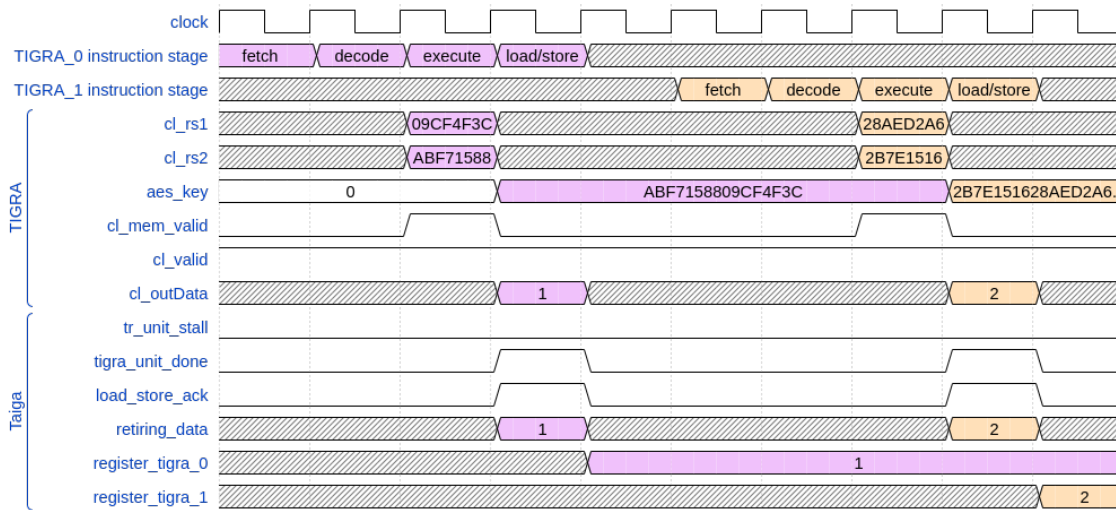 clock
TIGRA_0 instruction stage fetch decode execute load/store
TIGRA_1 instruction stage fetch decode execute load/store
TIGRA
cl_rs1 09CF4F3C 28AED2A6
cl_rs2 ABF71588 2B7E1516
aes_key 0 ABF7158809CF4F3C 2B7E151628AED2A6.
cl_mem_valid
cl_valid
cl_outData 1 2
Taiga
tr_unit_stall
tigra_unit_done
load_store_ack
retiring_data 1 2
register_tigra_0 1
register_tigra_1 2